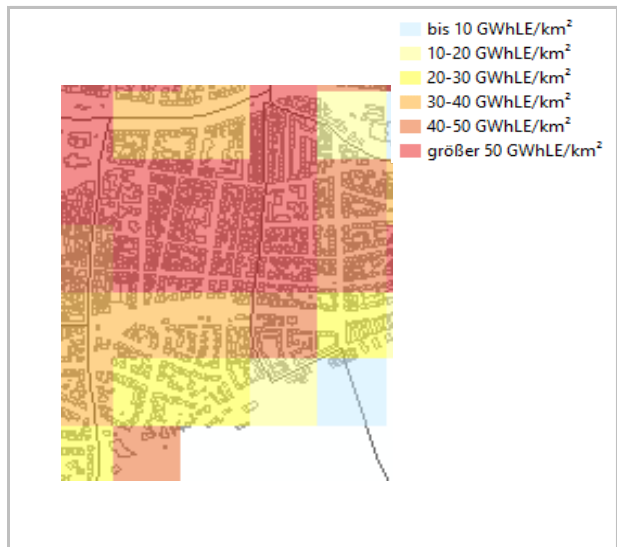 bis 10 GWhLE/km²
10-20 GWhLE/km²
20-30 GWhLE/km²
30-40 GWhLE/km²
40-50 GWhLE/km²
größer 50 GWhLE/km²